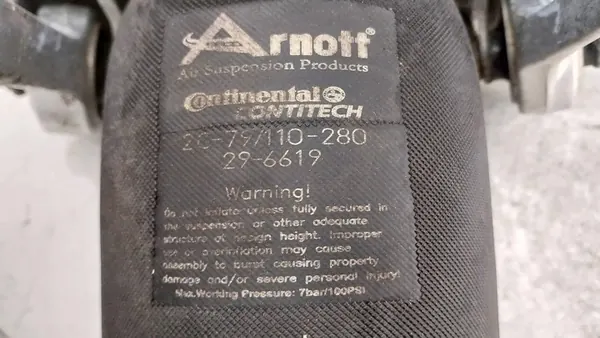 Arnott®
Air Suspension Products
Continental
CONTITECH
2C-79/110-280
29-6619
Warning!
Do not inflate unless fully secured in
the suspension or other adequate
structure at design height. Improper
use or overinflation may cause
assembly to burst causing property
damage and/or severe personal injury!
Max.Working Pressure: 7bar/100PSI